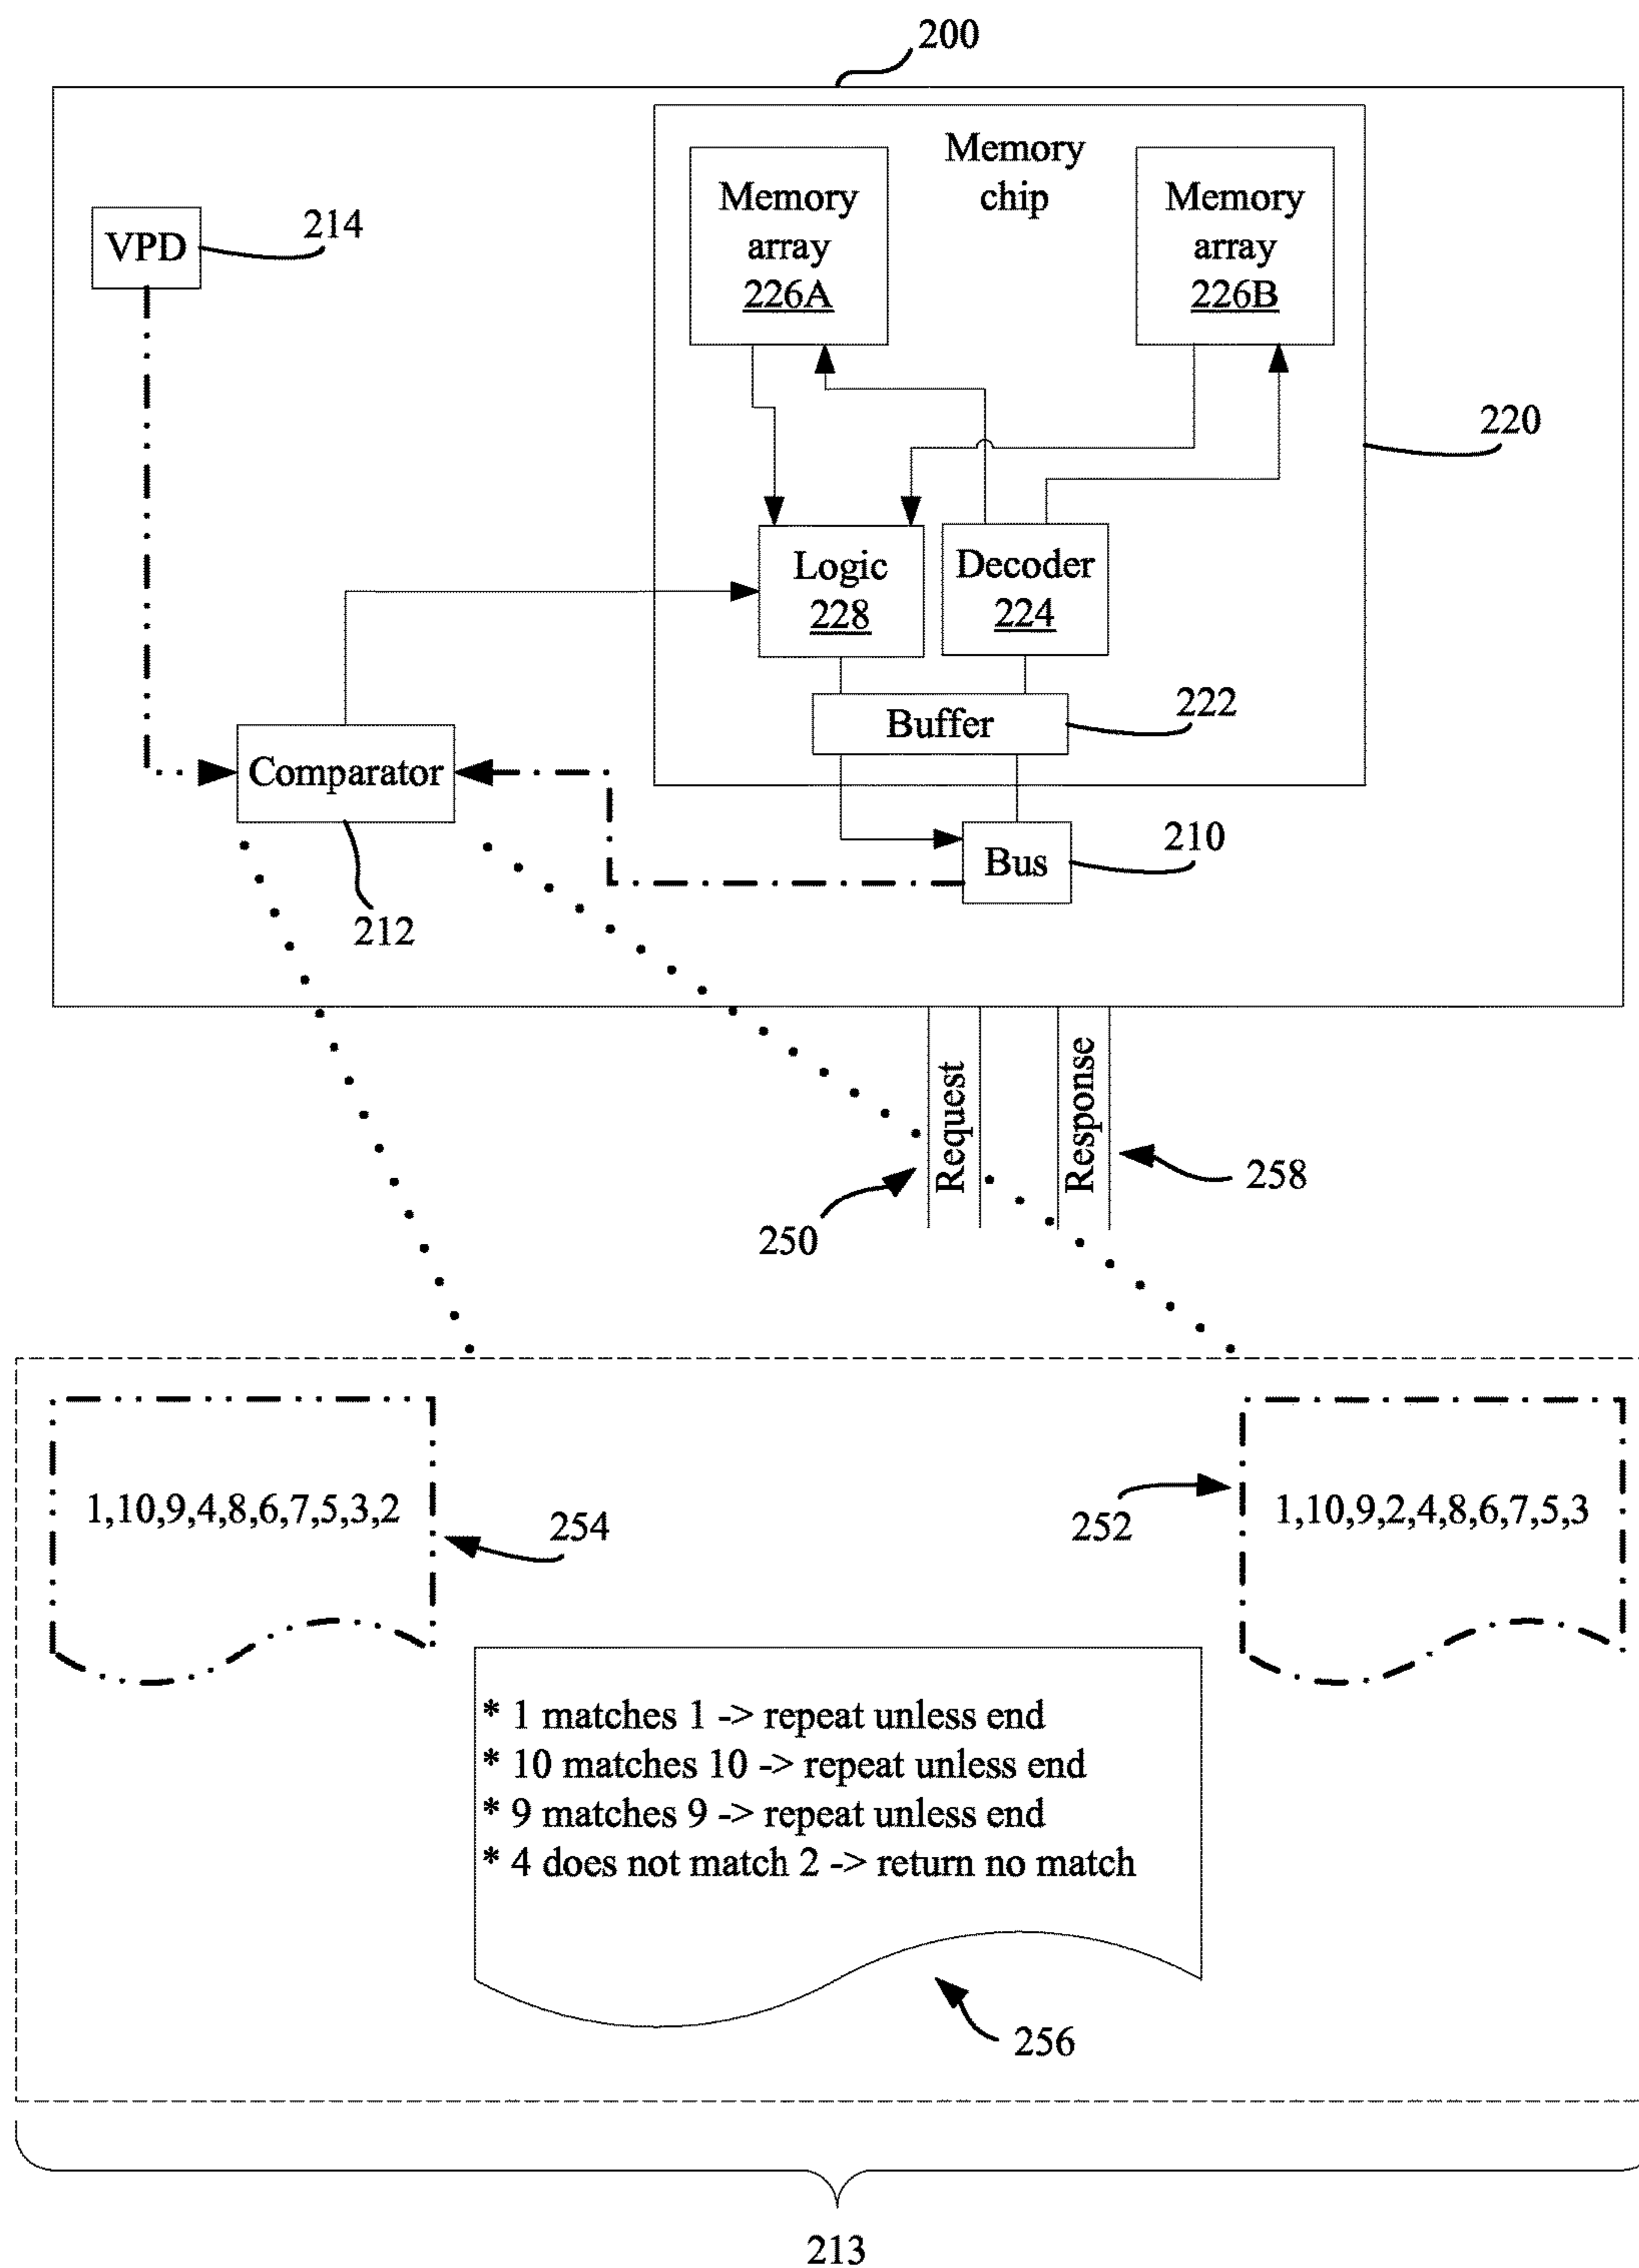 200
Memory
chip
Memory
array
226A
Memory
array
226B
VPD
214
220
Logic
228
Decoder
224
Buffer
222
Comparator
212
Bus
210
Request
Response
250
258
1,10,9,4,8,6,7,5,3,2
254
252
1,10,9,2,4,8,6,7,5,3
* 1 matches 1 -> repeat unless end
* 10 matches 10 -> repeat unless end
* 9 matches 9 -> repeat unless end
* 4 does not match 2 -> return no match
256
213